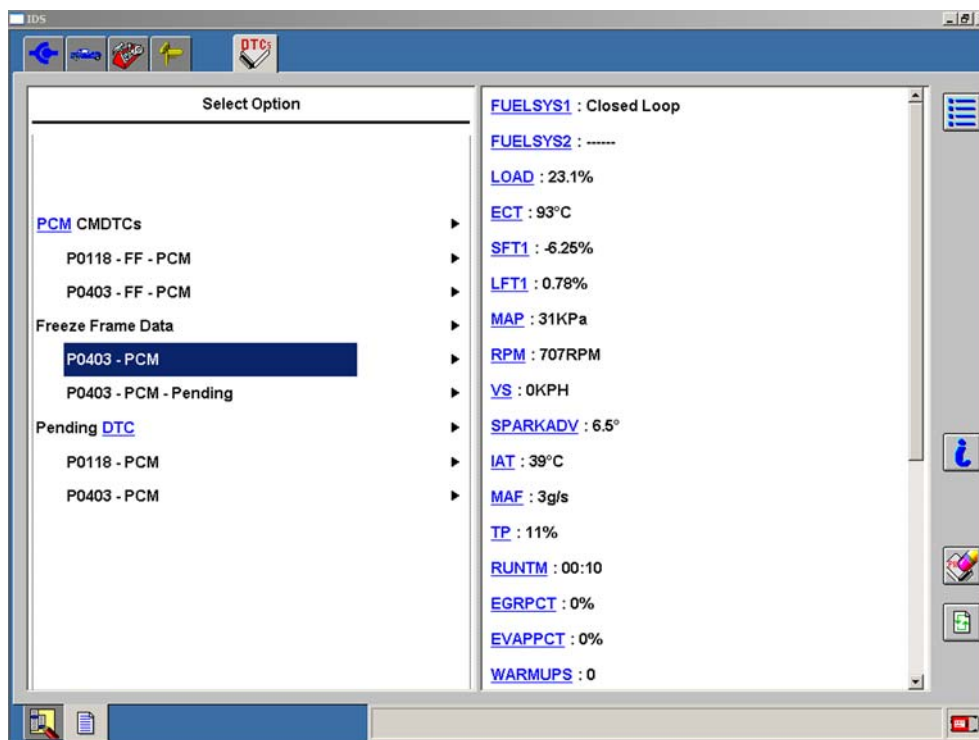 IDS
DTCs
Select Option
PCM CMDTCs
P0118 - FF - PCM
P0403 - FF - PCM
Freeze Frame Data
P0403 - PCM
P0403 - PCM - Pending
Pending DTC
P0118 - PCM
P0403 - PCM
FUELSYS1 : Closed Loop
FUELSYS2 : ------
LOAD : 23.1%
ECT : 93°C
SFT1 : -6.25%
LFT1 : 0.78%
MAP : 31KPa
RPM : 707RPM
VS : 0KPH
SPARKADV : 6.5°
IAT : 39°C
MAF : 3g/s
TP : 11%
RUNTM : 00:10
EGRPCT : 0%
EVAPPCT : 0%
WARMUPS : 0